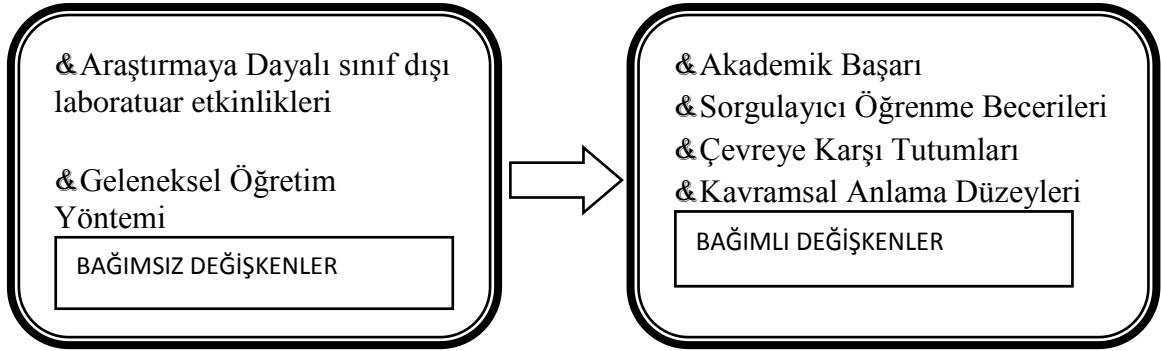 &Araştırmaya Dayalı sınıf dışı
laboratuar etkinlikleri
&Geleneksel Öğretim
Yöntemi
BAĞIMSIZ DEĞİŞKENLER
&Akademik Başarı
&Sorgulayıcı Öğrenme Becerileri
&Çevreye Karşı Tutumları
&Kavramsal Anlama Düzeyleri
BAĞIMLI DEĞİŞKENLER